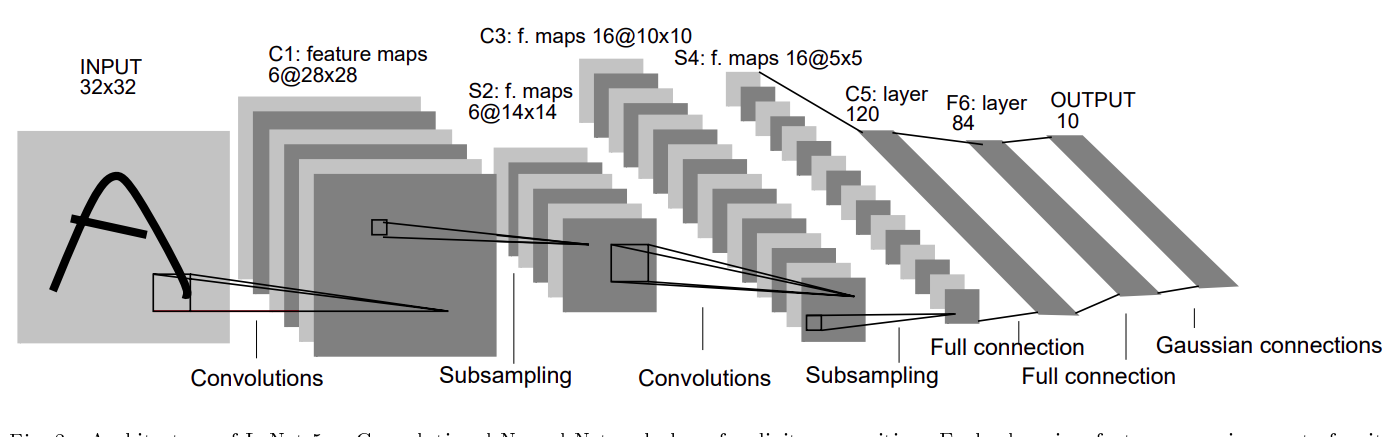 INPUT
32x32
C1: feature maps
6@28x28
S2: f. maps
6@14x14
C3: f. maps 16@10x10
S4: f. maps 16@5x5
C5: layer
120
F6: layer
84
OUTPUT
10
Convolutions
Subsampling
Convolutions
Subsampling
Full connection
Full connection
Gaussian connections